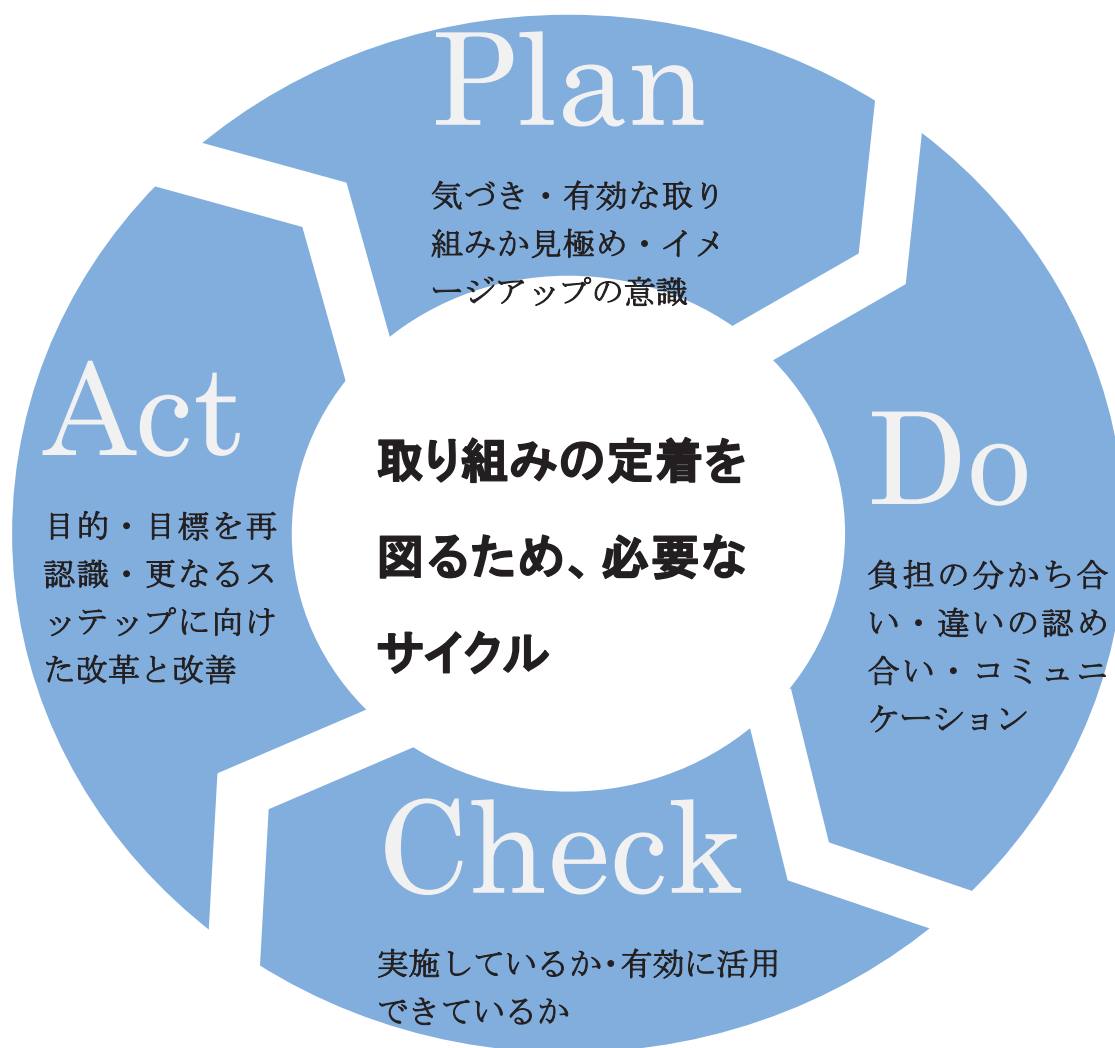 Plan
気づき・有効な取り
組みか見極め・イメ
ージアップの意識
Do
負担の分かち合
い・違いの認め
合い・コミュニ
ケーション
Check
実施しているか・有効に活用
できているか
Act
目的・目標を再
認識・更なるス
ッテップに向け
た改革と改善
取り組みの定着を
図るため、必要な
サイクル